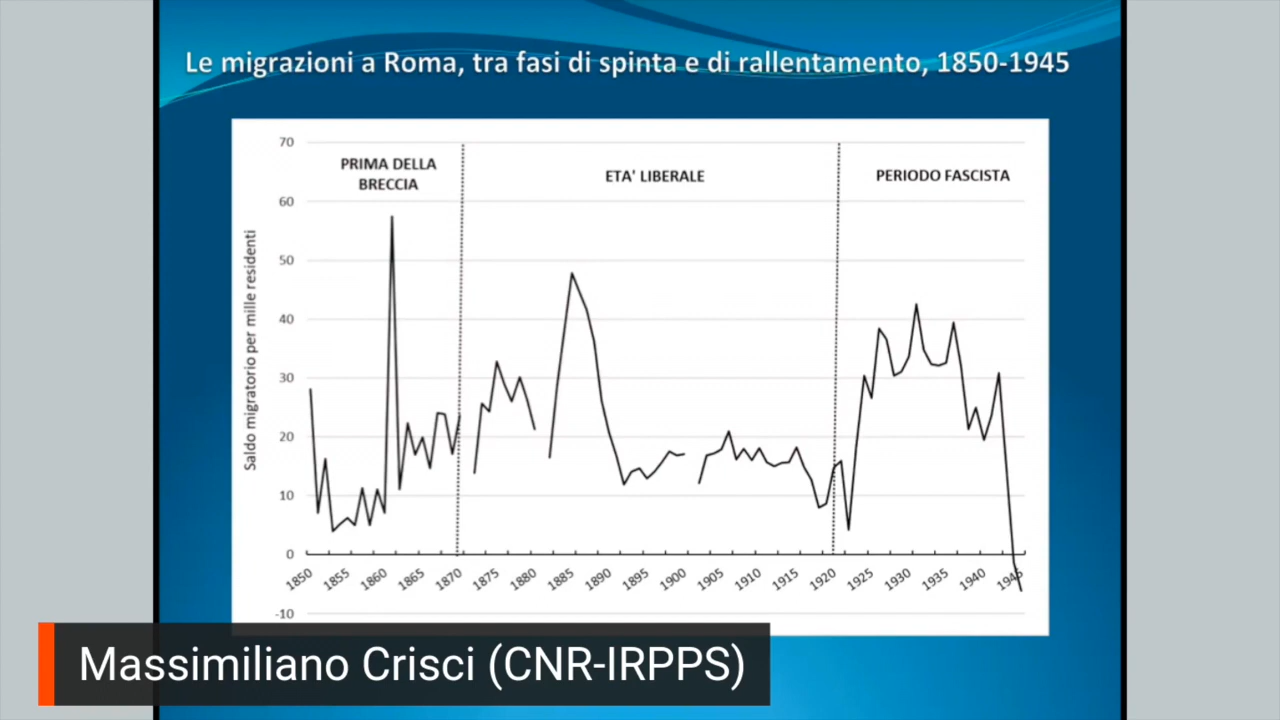 Le migrazioni a Roma, tra fasi di spinta e di rallentamento, 1850-1945
70
60
50
40
30
20
10
0
-10
Saldo migratorio per mille residenti
PRIMA DELLA
BRECCIA
ETA' LIBERALE
PERIODO FASCISTA
1850 1855 1860 1865 1870 1875 1880 1885 1890 1895 1900 1905 1910 1915 1920 1925 1930 1935 1940 1945
Massimiliano Crisci (CNR-IRPPS)